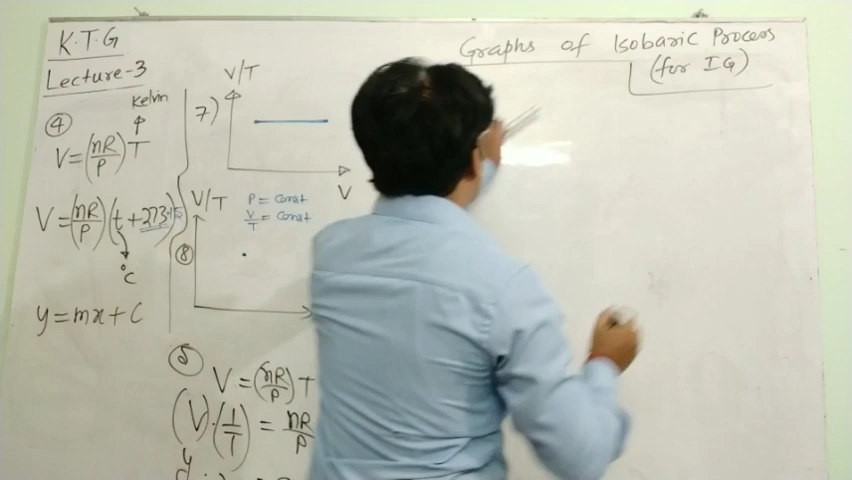 K.T.G
Lecture-3
Graphs of Isobaric Process
(for IG)
④
Kelvin
V=(nR/P)T
V=(nR/P)(t+273.15)
°C
y=mx+C
7)
V/T
V
⑧
V/T
P = Const
V/T = Const
⑤
V=(nR/P)T
(V)·(1/T) = nR/P
y